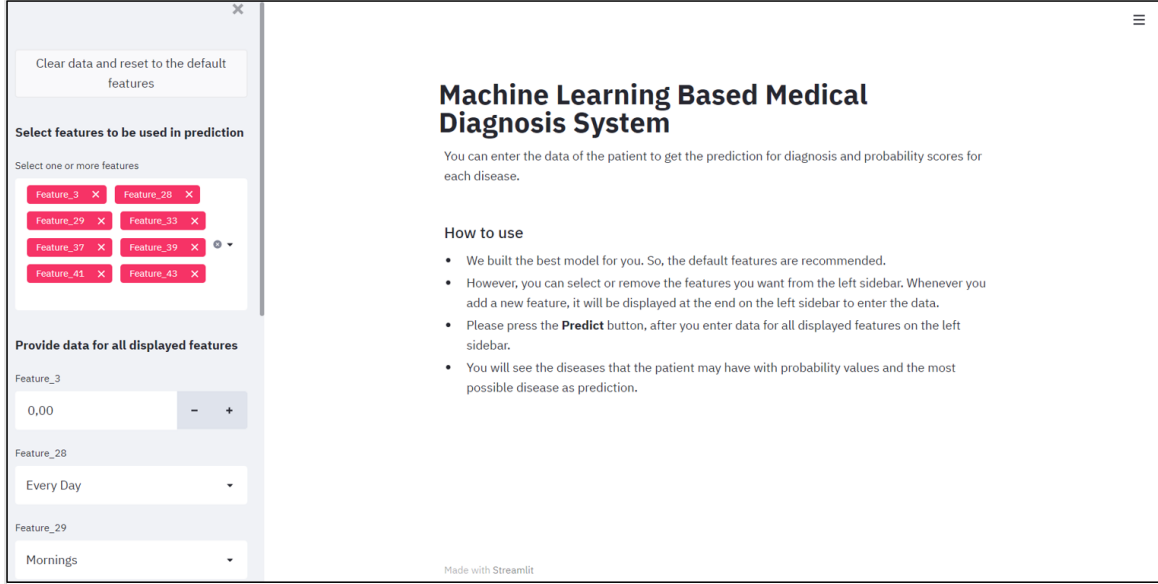 Clear data and reset to the default
features
Select features to be used in prediction
Select one or more features
Feature_3
Feature_28
Feature_29
Feature_33
Feature_37
Feature_39
Feature_41
Feature_43
Provide data for all displayed features
Feature_3
0,00
Feature_28
Every Day
Feature_29
Mornings
Machine Learning Based Medical
Diagnosis System
You can enter the data of the patient to get the prediction for diagnosis and probability scores for
each disease.
How to use
• We built the best model for you. So, the default features are recommended.
• However, you can select or remove the features you want from the left sidebar. Whenever you
add a new feature, it will be displayed at the end on the left sidebar to enter the data.
• Please press the Predict button, after you enter data for all displayed features on the left
sidebar.
• You will see the diseases that the patient may have with probability values and the most
possible disease as prediction.
Made with Streamlit